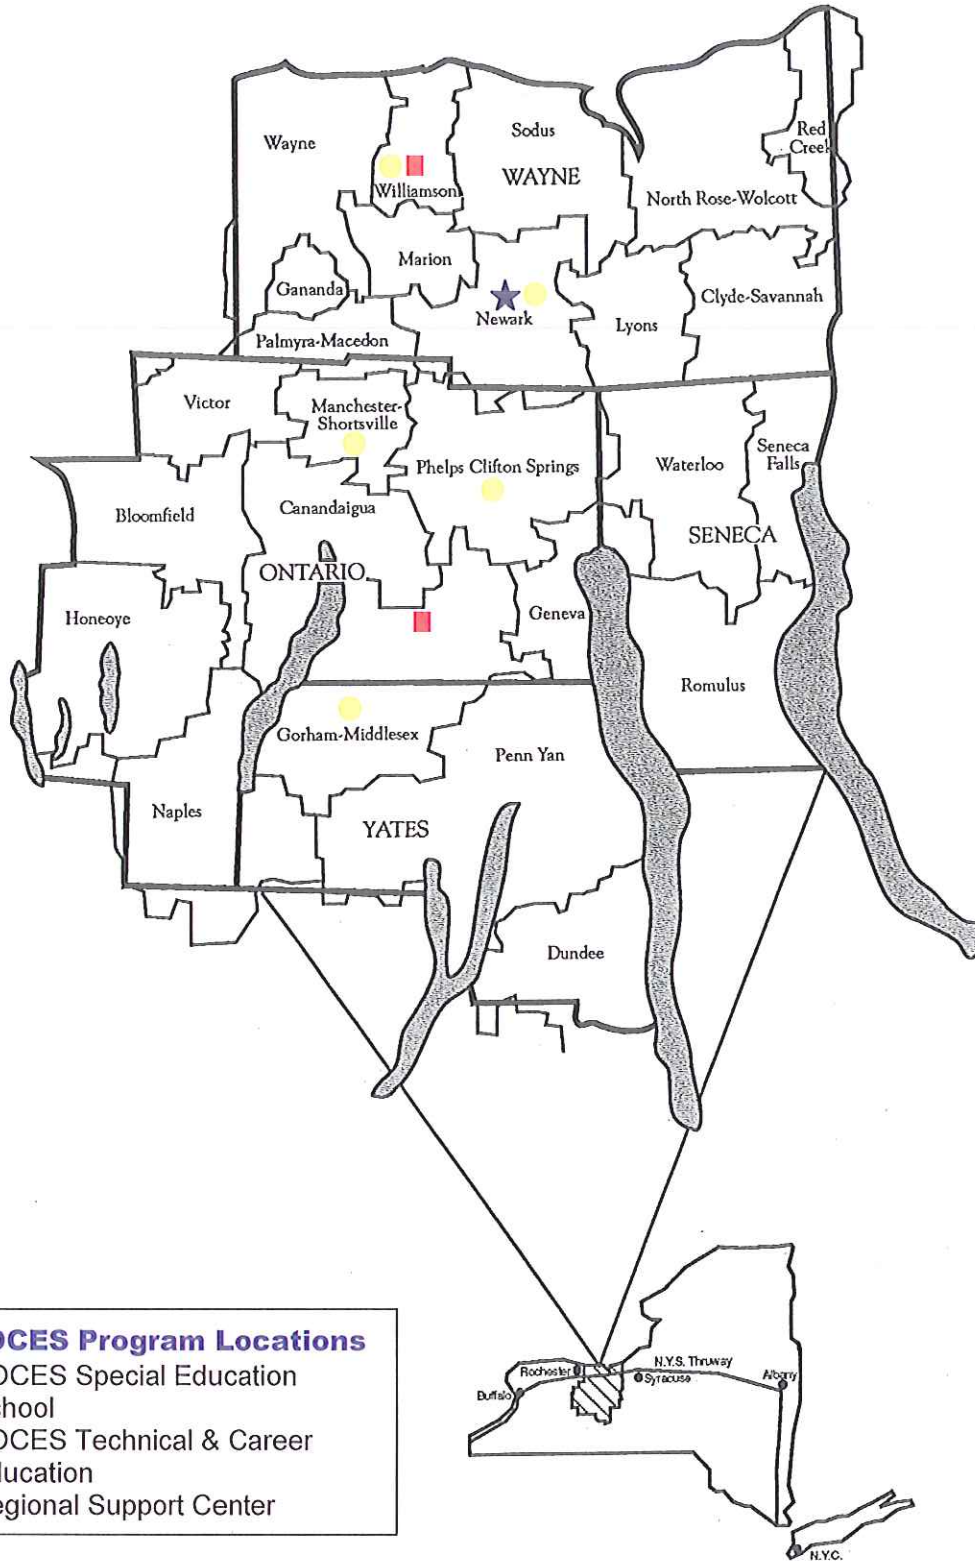 Wayne
Sodus
WAYNE
Red
Creek
Williamson
North Rose-Wolcott
Marion
Gananda
Newark
Clyde-Savannah
Lyons
Palmyra-Macedon
Victor
Manchester-
Shortsville
Phelps Clifton Springs
Waterloo
Seneca
Falls
Bloomfield
Canandaigua
SENECA
ONTARIO
Honeoye
Geneva
Romulus
Gorham-Middlesex
Penn Yan
Naples
YATES
Dundee
OCES Program Locations
OCES Special Education
chool
OCES Technical & Career
ducation
egional Support Center
Rochester
N.Y.S. Thruway
Syracuse
Albany
Buffalo
N.Y.C.